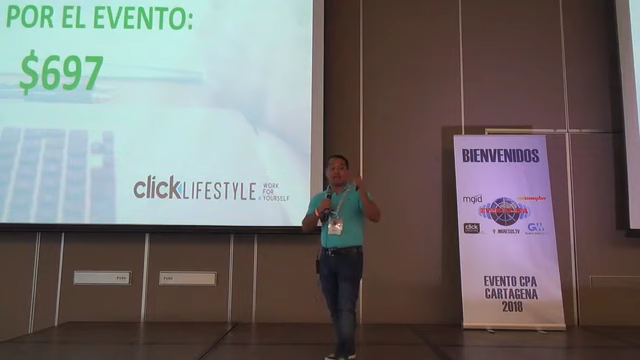 POR EL EVENTO:
$697
clickLIFESTYLE
WORK
FOR
YOURSELF
BIENVENIDOS
mgid
click
EVENTO CPA
CARTAGENA
2018